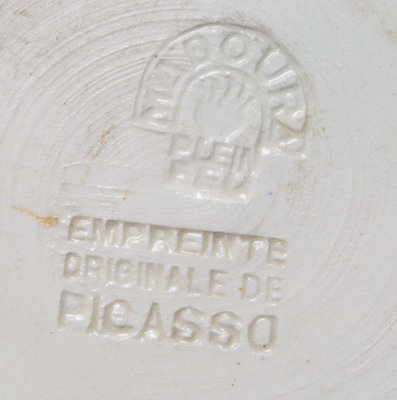 MADOURA
PLEIN
FEU
EMPREINTE
ORIGINALE DE
PICASSO